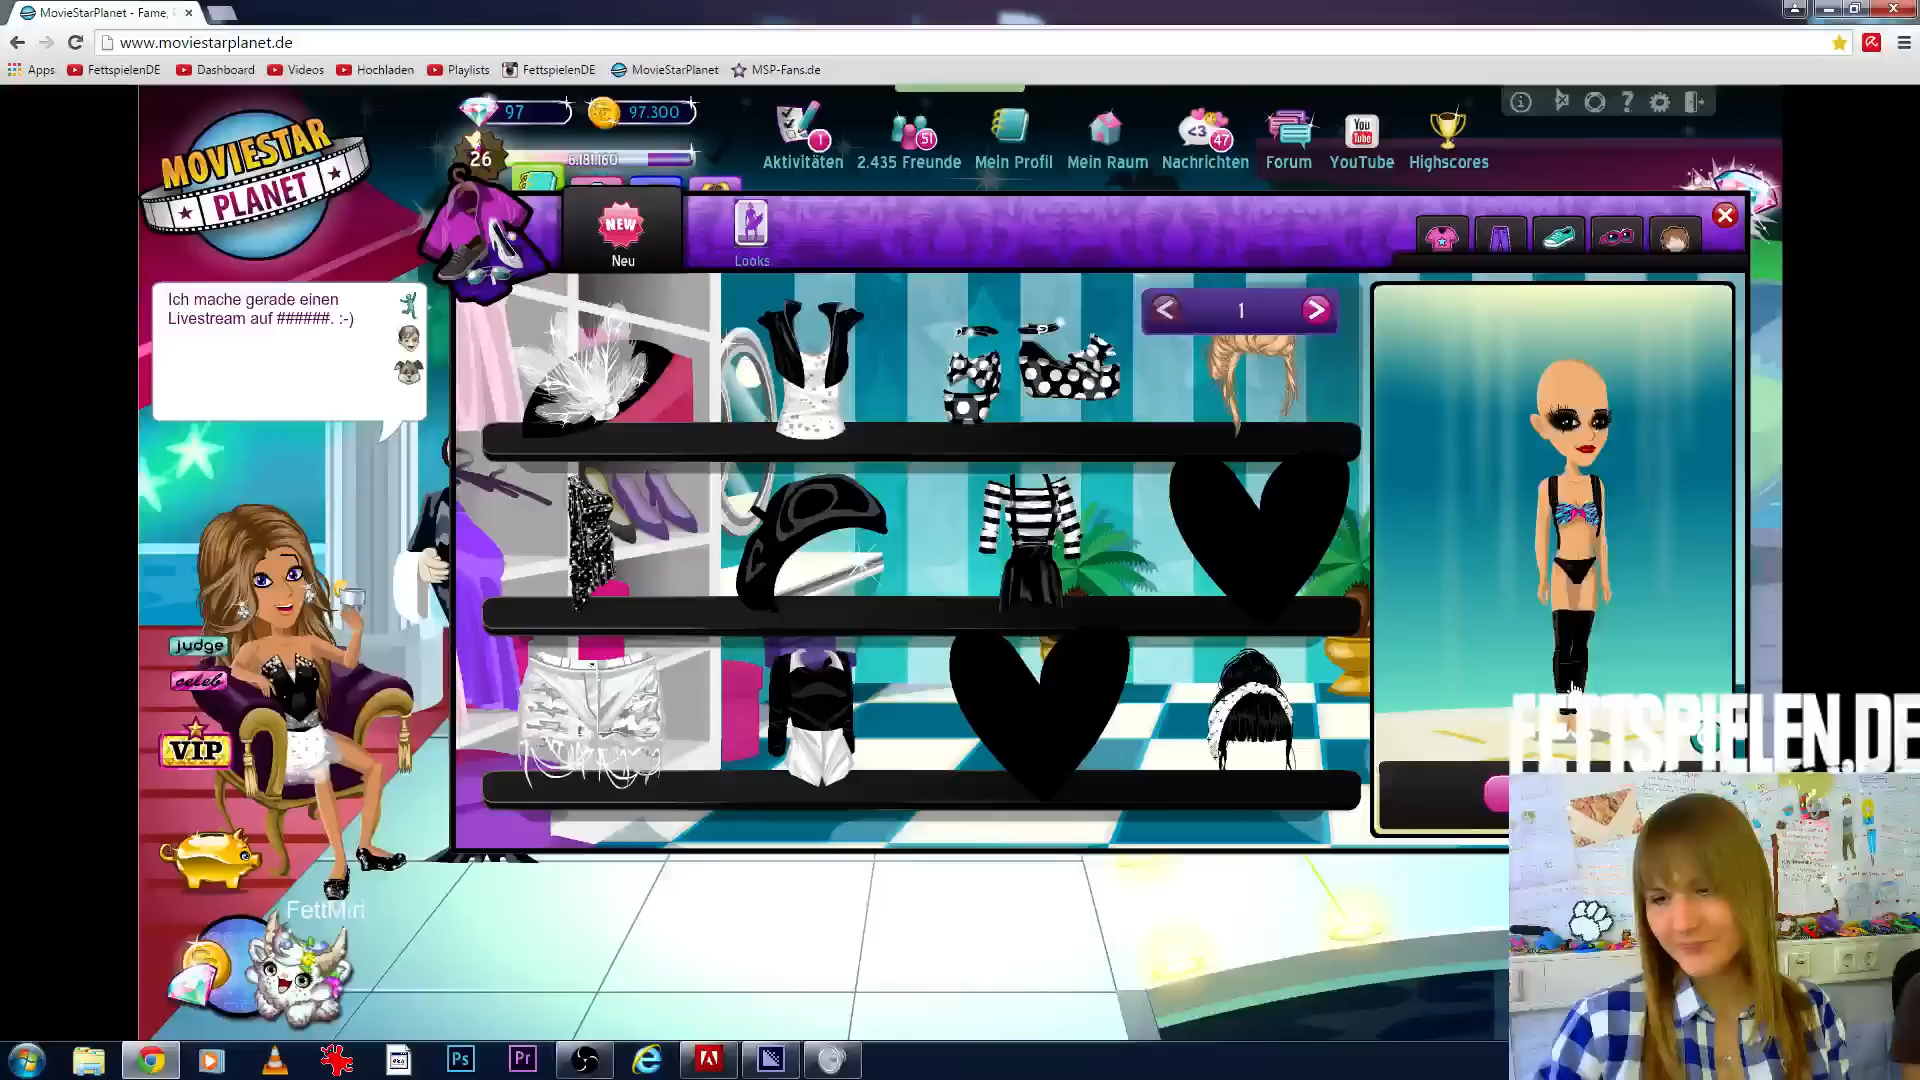 MovieStarPlanet - Fame,
www.moviestarplanet.de
Apps
FettspielenDE
Dashboard
Videos
Hochladen
Playlists
FettspielenDE
MovieStarPlanet
MSP-Fans.de
MOVIESTAR
PLANET
97
97.300
26
6.181.160
1
51
<3
47
You
Tube
Aktivitäten
2.435 Freunde
Mein Profil
Mein Raum
Nachrichten
Forum
YouTube
Highscores
NEW
Neu
Looks
1
Ich mache gerade einen
Livestream auf ######. :-)
judge
celeb
VIP
FettMiri
FETTSPIELEN.DE
Ps
Pr